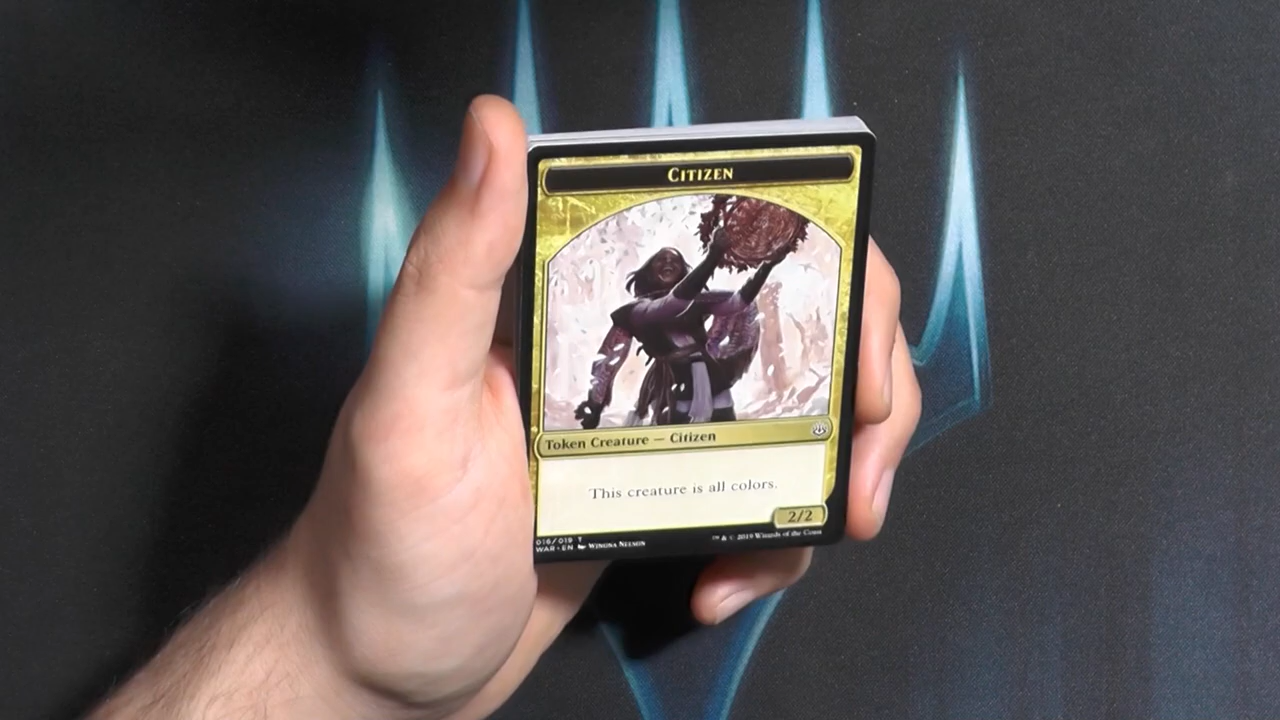 CITIZEN
Token Creature — Citizen
This creature is all colors.
2/2
016/019 T
WAR • EN WINONA NELSON
™ & © 2019 Wizards of the Coast